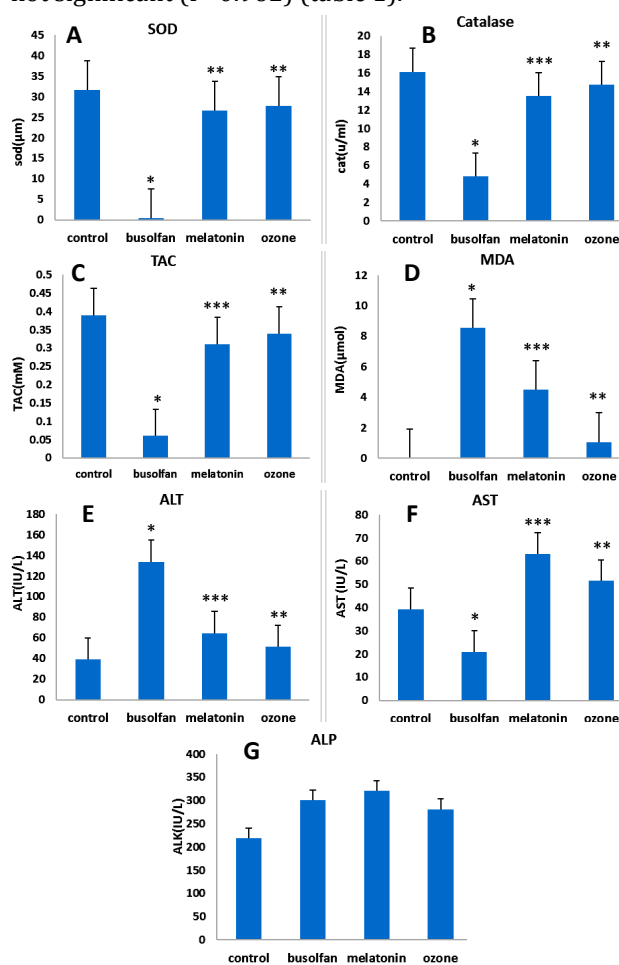 not significant (P=0.982) (table 1).
A
SOD
45
40
35
30
25
20
15
10
5
0
sod(μm)
*
**
**
control busolfan melatonin ozone
B
Catalase
20
18
16
14
12
10
8
6
4
2
0
cat(u/ml)
*
***
**
control busolfan melatonin ozone
C
TAC
0.5
0.45
0.4
0.35
0.3
0.25
0.2
0.15
0.1
0.05
0
TAC(mM)
*
***
**
control busolfan melatonin ozone
D
MDA
12
10
8
6
4
2
0
MDA(μmol)
*
***
**
control busolfan melatonin ozone
E
ALT
180
160
140
120
100
80
60
40
20
0
ALT(IU/L)
*
***
**
control busolfan melatonin ozone
F
AST
80
70
60
50
40
30
20
10
0
AST (IU/L)
*
***
**
control busolfan melatonin ozone
G
ALP
400
350
300
250
200
150
100
50
0
ALK(IU/L)
control busolfan melatonin ozone